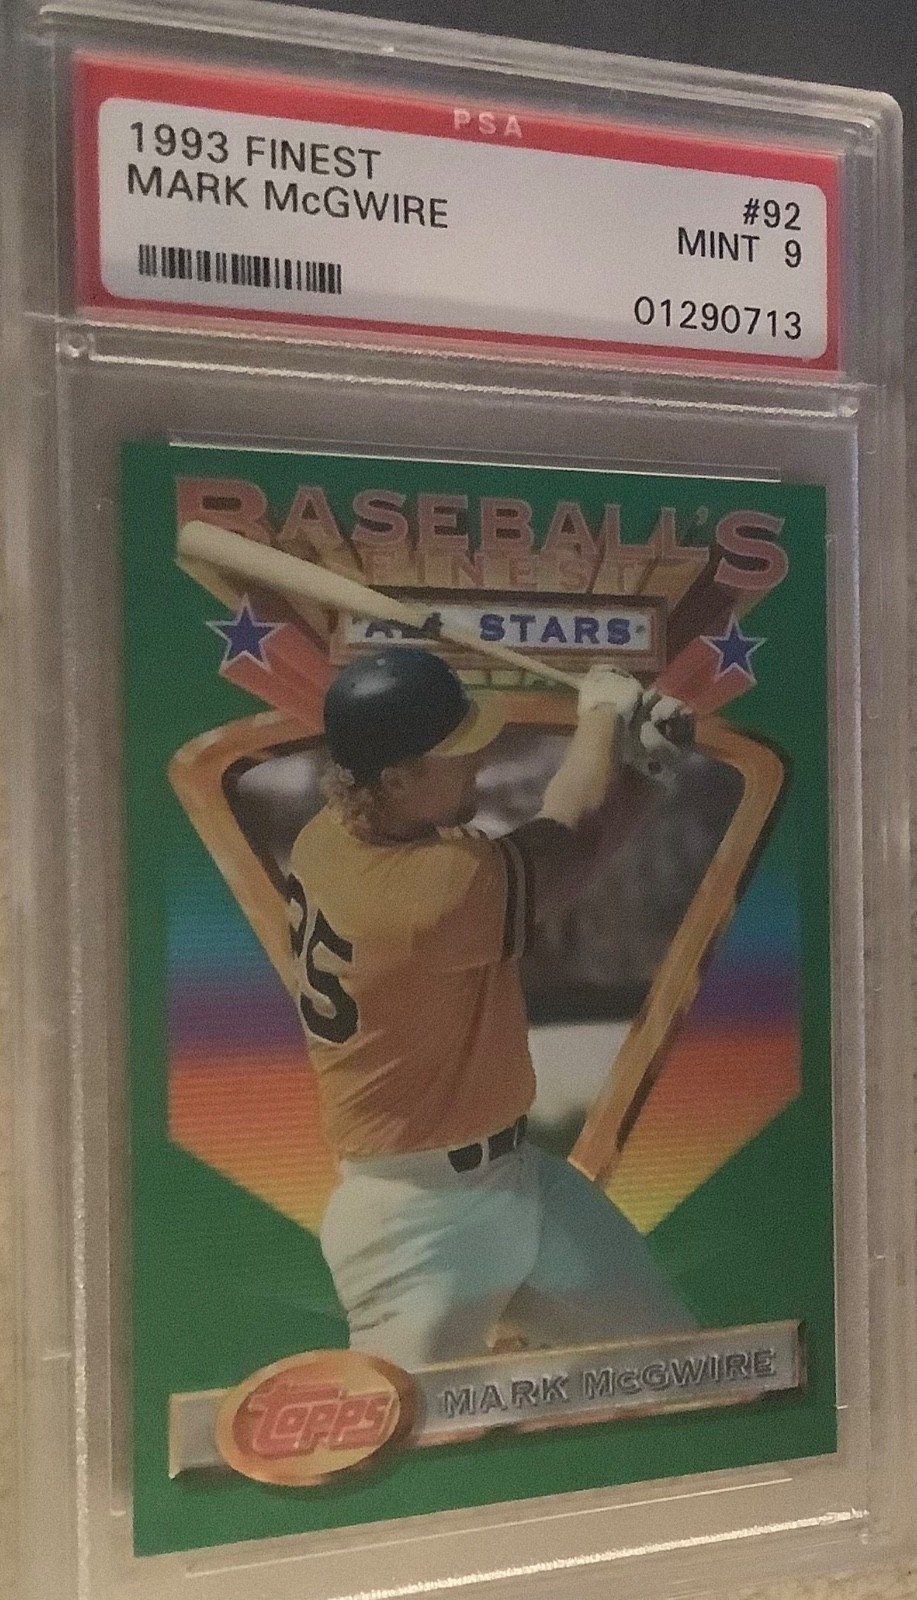 PSA
1993 FINEST
MARK McGWIRE
#92
MINT 9
01290713
BASEBALL'S
FINEST
ALL STARS
25
Topps
MARK McGWIRE